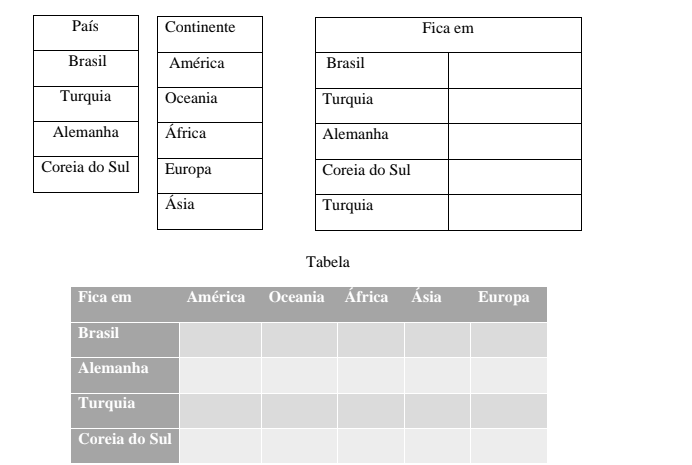 País
Brasil
Turquia
Alemanha
Coreia do Sul
Continente
América
Oceania
África
Europa
Ásia
Fica em
Brasil
Turquia
Alemanha
Coreia do Sul
Turquia
Tabela
Fica em América Oceania África Ásia Europa
Brasil
Alemanha
Turquia
Coreia do Sul